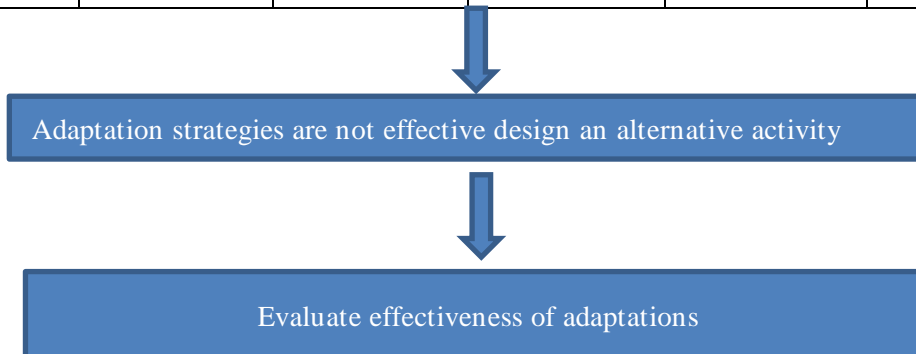 Adaptation strategies are not effective design an alternative activity
Evaluate effectiveness of adaptations